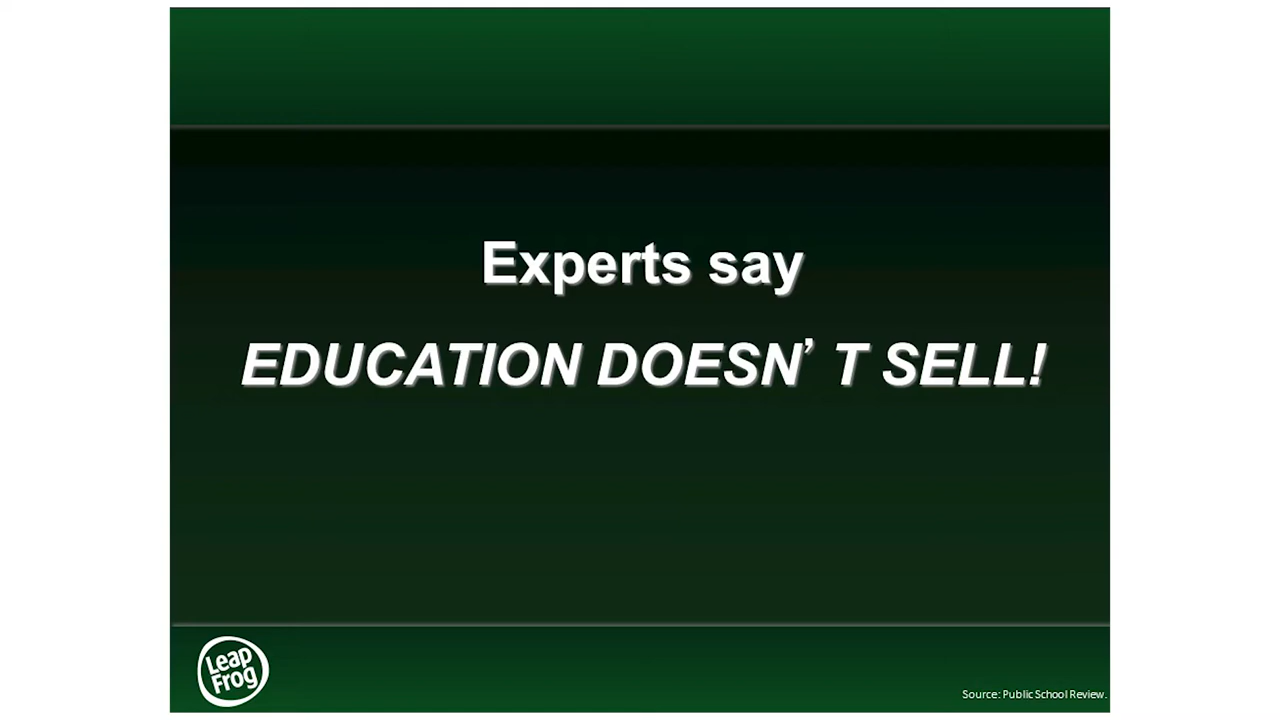 Experts say
EDUCATION DOESN’ T SELL!
Leap
Frog
Source: Public School Review.